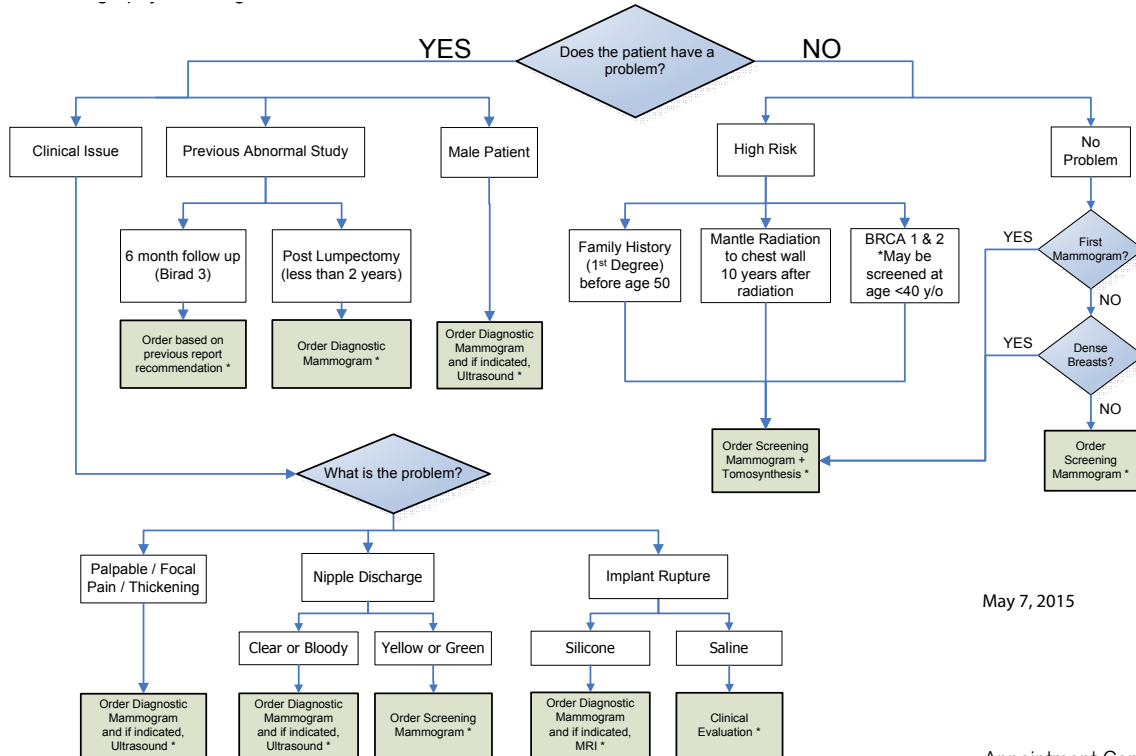 Does the patient have a
problem?
YES
NO
Clinical Issue
Previous Abnormal Study
Male Patient
High Risk
No
Problem
6 month follow up
(Birad 3)
Post Lumpectomy
(less than 2 years)
Family History
(1st Degree)
before age 50
Mantle Radiation
to chest wall
10 years after
radiation
BRCA 1 & 2
*May be
screened at
age <40 y/o
YES
First
Mammogram?
NO
Order based on
previous report
recommendation *
Order Diagnostic
Mammogram *
Order Diagnostic
Mammogram
and if indicated,
Ultrasound *
YES
Dense
Breasts?
NO
Order Screening
Mammogram +
Tomosynthesis *
Order
Screening
Mammogram *
What is the problem?
Palpable / Focal
Pain / Thickening
Nipple Discharge
Implant Rupture
May 7, 2015
Clear or Bloody
Yellow or Green
Silicone
Saline
Order Diagnostic
Mammogram
and if indicated,
Ultrasound *
Order Diagnostic
Mammogram
and if indicated,
Ultrasound *
Order Screening
Mammogram *
Order Diagnostic
Mammogram
and if indicated,
MRI *
Clinical
Evaluation *